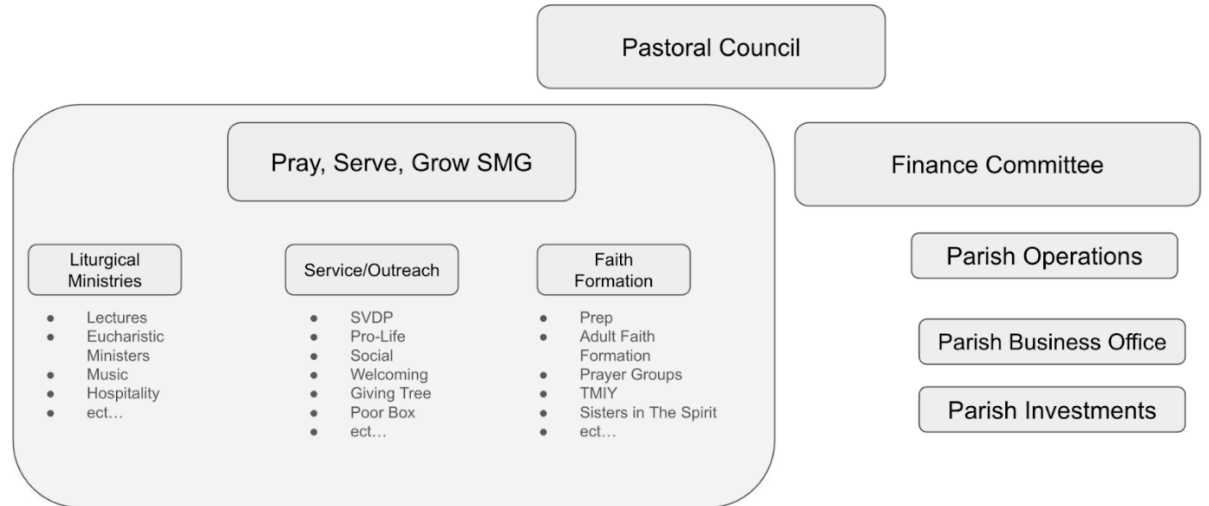 Pastoral Council
Pray, Serve, Grow SMG
Finance Committee
Liturgical
Ministries
● Lectures
● Eucharistic
Ministers
● Music
● Hospitality
● ect…
Service/Outreach
● SVDP
● Pro-Life
● Social
● Welcoming
● Giving Tree
● Poor Box
● ect…
Faith
Formation
● Prep
● Adult Faith
Formation
● Prayer Groups
● TMIY
● Sisters in The Spirit
● ect…
Parish Operations
Parish Business Office
Parish Investments